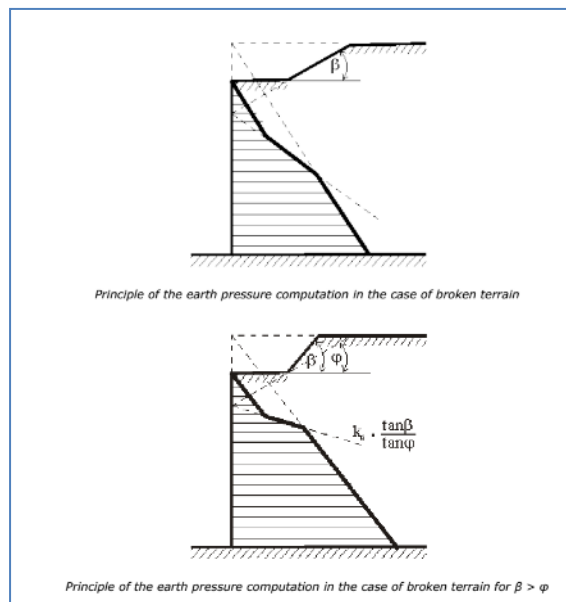 β
Principle of the earth pressure computation in the case of broken terrain
β φ
kₐ · tanβ
tanφ
Principle of the earth pressure computation in the case of broken terrain for β > φ